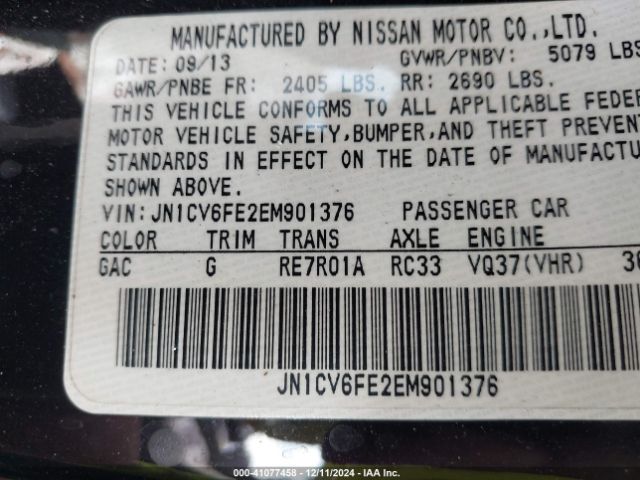 MANUFACTURED BY NISSAN MOTOR CO.,LTD.
DATE: 09/13 GVWR/PNBV: 5079 LBS
GAWR/PNBE FR: 2405 LBS. RR: 2690 LBS.
THIS VEHICLE CONFORMS TO ALL APPLICABLE FEDER
MOTOR VEHICLE SAFETY,BUMPER,AND THEFT PREVENT
STANDARDS IN EFFECT ON THE DATE OF MANUFACTU
SHOWN ABOVE.
VIN: JN1CV6FE2EM901376 PASSENGER CAR
COLOR TRIM TRANS AXLE ENGINE
GAC G RE7R01A RC33 VQ37(VHR) 36
JN1CV6FE2EM901376
000-41077458 - 12/11/2024 - IAA Inc.